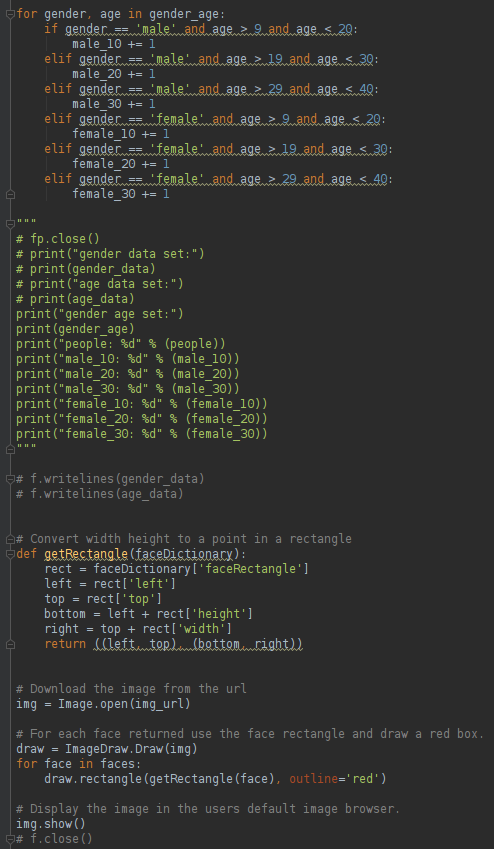 for gender, age in gender_age:
    if gender == 'male' and age > 9 and age < 20:
        male_10 += 1
    elif gender == 'male' and age > 19 and age < 30:
        male_20 += 1
    elif gender == 'male' and age > 29 and age < 40:
        male_30 += 1
    elif gender == 'female' and age > 9 and age < 20:
        female_10 += 1
    elif gender == 'female' and age > 19 and age < 30:
        female_20 += 1
    elif gender == 'female' and age > 29 and age < 40:
        female_30 += 1

"""
# fp.close()
# print("gender data set:")
# print(gender_data)
# print("age data set:")
# print(age_data)
print("gender age set:")
print(gender_age)
print("people: %d" % (people))
print("male_10: %d" % (male_10))
print("male_20: %d" % (male_20))
print("male_30: %d" % (male_30))
print("female_10: %d" % (female_10))
print("female_20: %d" % (female_20))
print("female_30: %d" % (female_30))
"""

# f.writelines(gender_data)
# f.writelines(age_data)


# Convert width height to a point in a rectangle
def getRectangle(faceDictionary):
    rect = faceDictionary['faceRectangle']
    left = rect['left']
    top = rect['top']
    bottom = left + rect['height']
    right = top + rect['width']
    return ((left, top), (bottom, right))


# Download the image from the url
img = Image.open(img_url)

# For each face returned use the face rectangle and draw a red box.
draw = ImageDraw.Draw(img)
for face in faces:
    draw.rectangle(getRectangle(face), outline='red')

# Display the image in the users default image browser.
img.show()
# f.close()